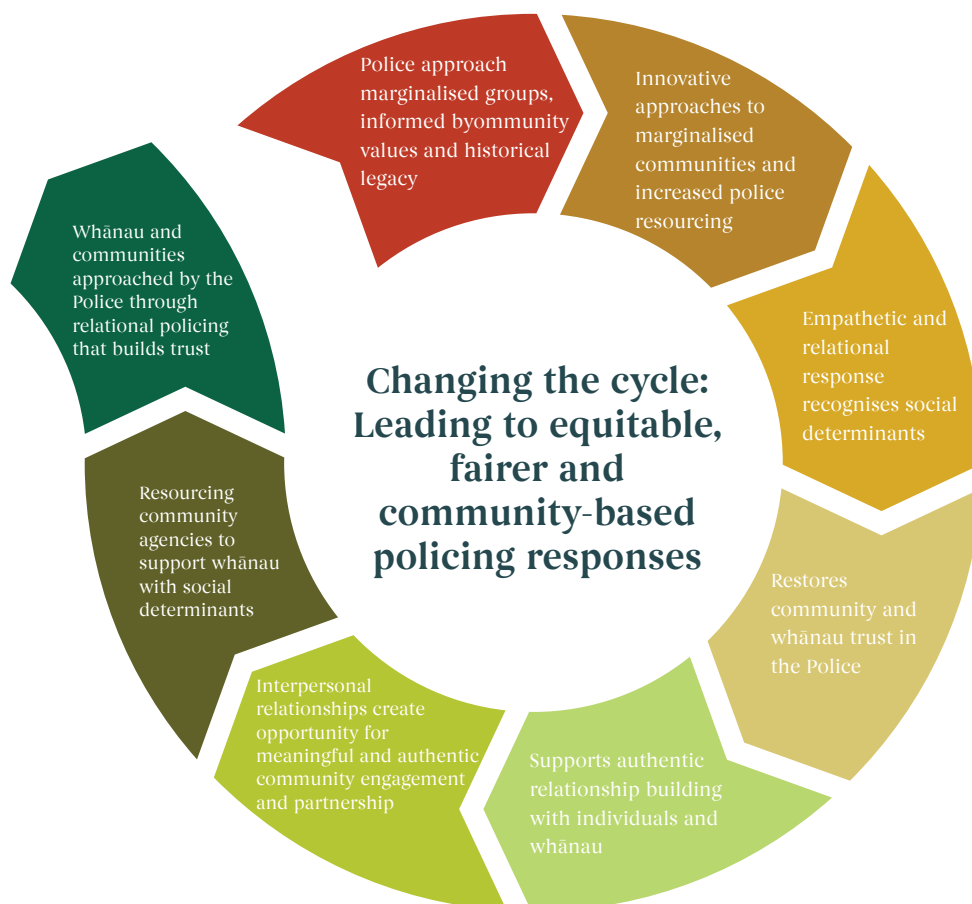 Police approach
marginalised groups,
informed byommunity
values and historical
legacy
Innovative
approaches to
marginalised
communities and
increased police
resourcing
Empathetic and
relational
response
recognises social
determinants
Restores
community and
whānau trust in
the Police
Supports authentic
relationship building
with individuals and
whānau
Interpersonal
relationships create
opportunity for
meaningful and authentic
community engagement
and partnership
Resourcing
community
agencies to
support whānau
with social
determinants
Whānau and
communities
approached by the
Police through
relational policing
that builds trust
Changing the cycle:
Leading to equitable,
fairer and
community-based
policing responses